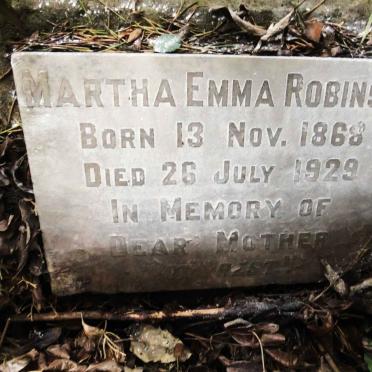 MARTHA EMMA ROBINS
BORN 13 NOV. 1868
DIED 26 JULY 1929
IN MEMORY OF
DEAR MOTHER